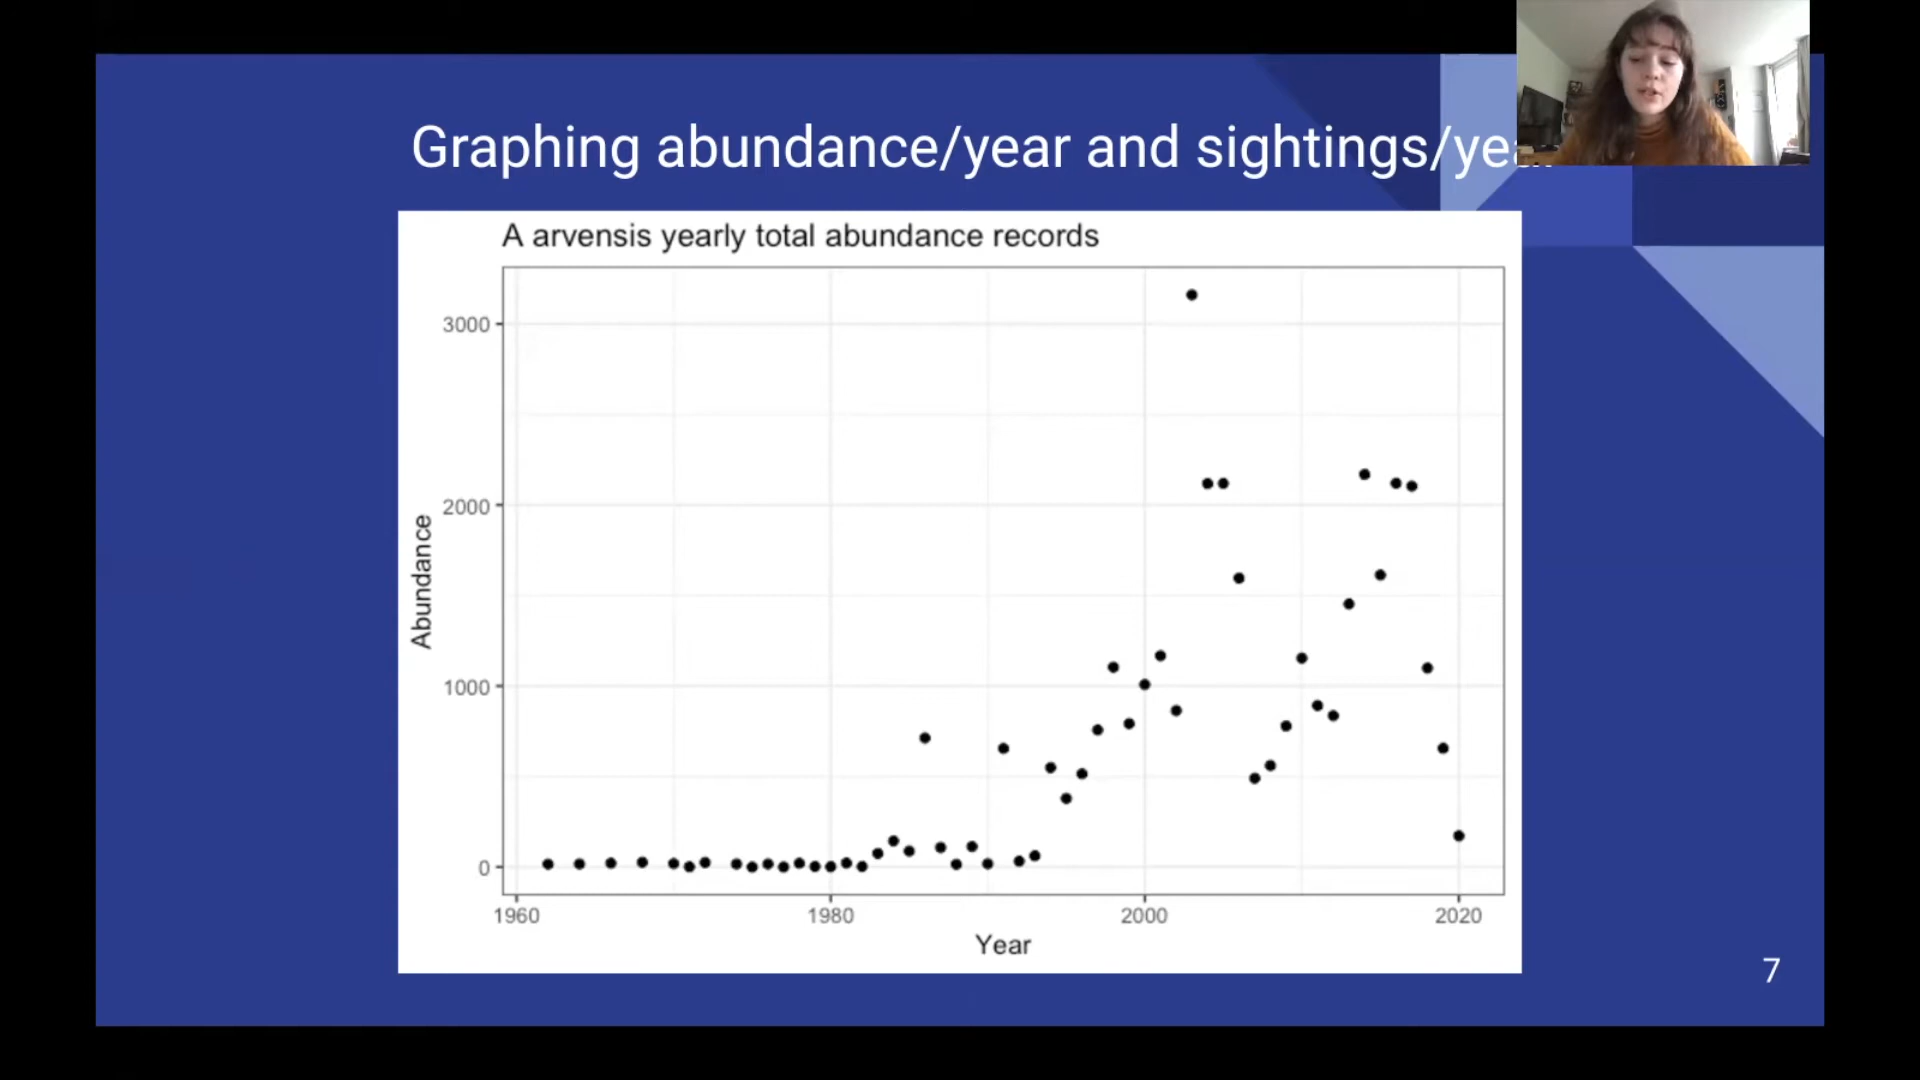 Graphing abundance/year and sightings/year
A arvensis yearly total abundance records
3000
2000
1000
0
Abundance
1960 1980 2000 2020
Year
7